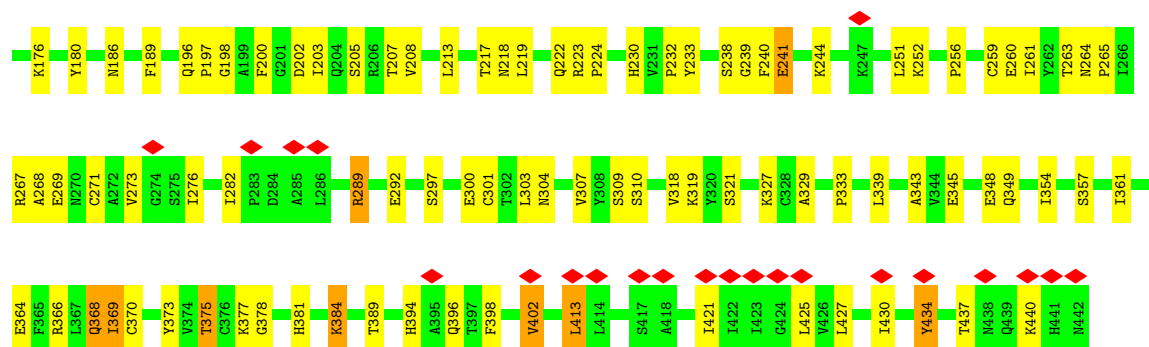 K176 Y180 N186 F189 Q196 P197 G198 A199 F200 G201 D202 I203 Q204 S205 R206 T207 V208 L213 T217 N218 L219 Q222 R223 P224 H230 V231 P232 Y233 S238 G239 F240 E241 K244 K247 L251 K252 P256 C259 E260 I261 Y262 T263 N264 P265 I266
R267 A268 E269 N270 C271 A272 V273 G274 S275 I276 I282 P283 D284 A285 L286 R289 E292 S297 E300 C301 T302 L303 N304 V307 Y308 S309 S310 V318 K319 Y320 S321 K327 C328 A329 P333 L339 A343 V344 E345 E348 Q349 I354 S357 I361
E364 F365 R366 L367 Q368 I369 C370 Y373 V374 T375 C376 K377 G378 H381 K384 T389 H394 A395 Q396 T397 F398 V402 L413 L414 S417 A418 I421 I422 I423 G424 L425 V426 L427 I430 Y434 T437 N438 Q439 K440 H441 N442